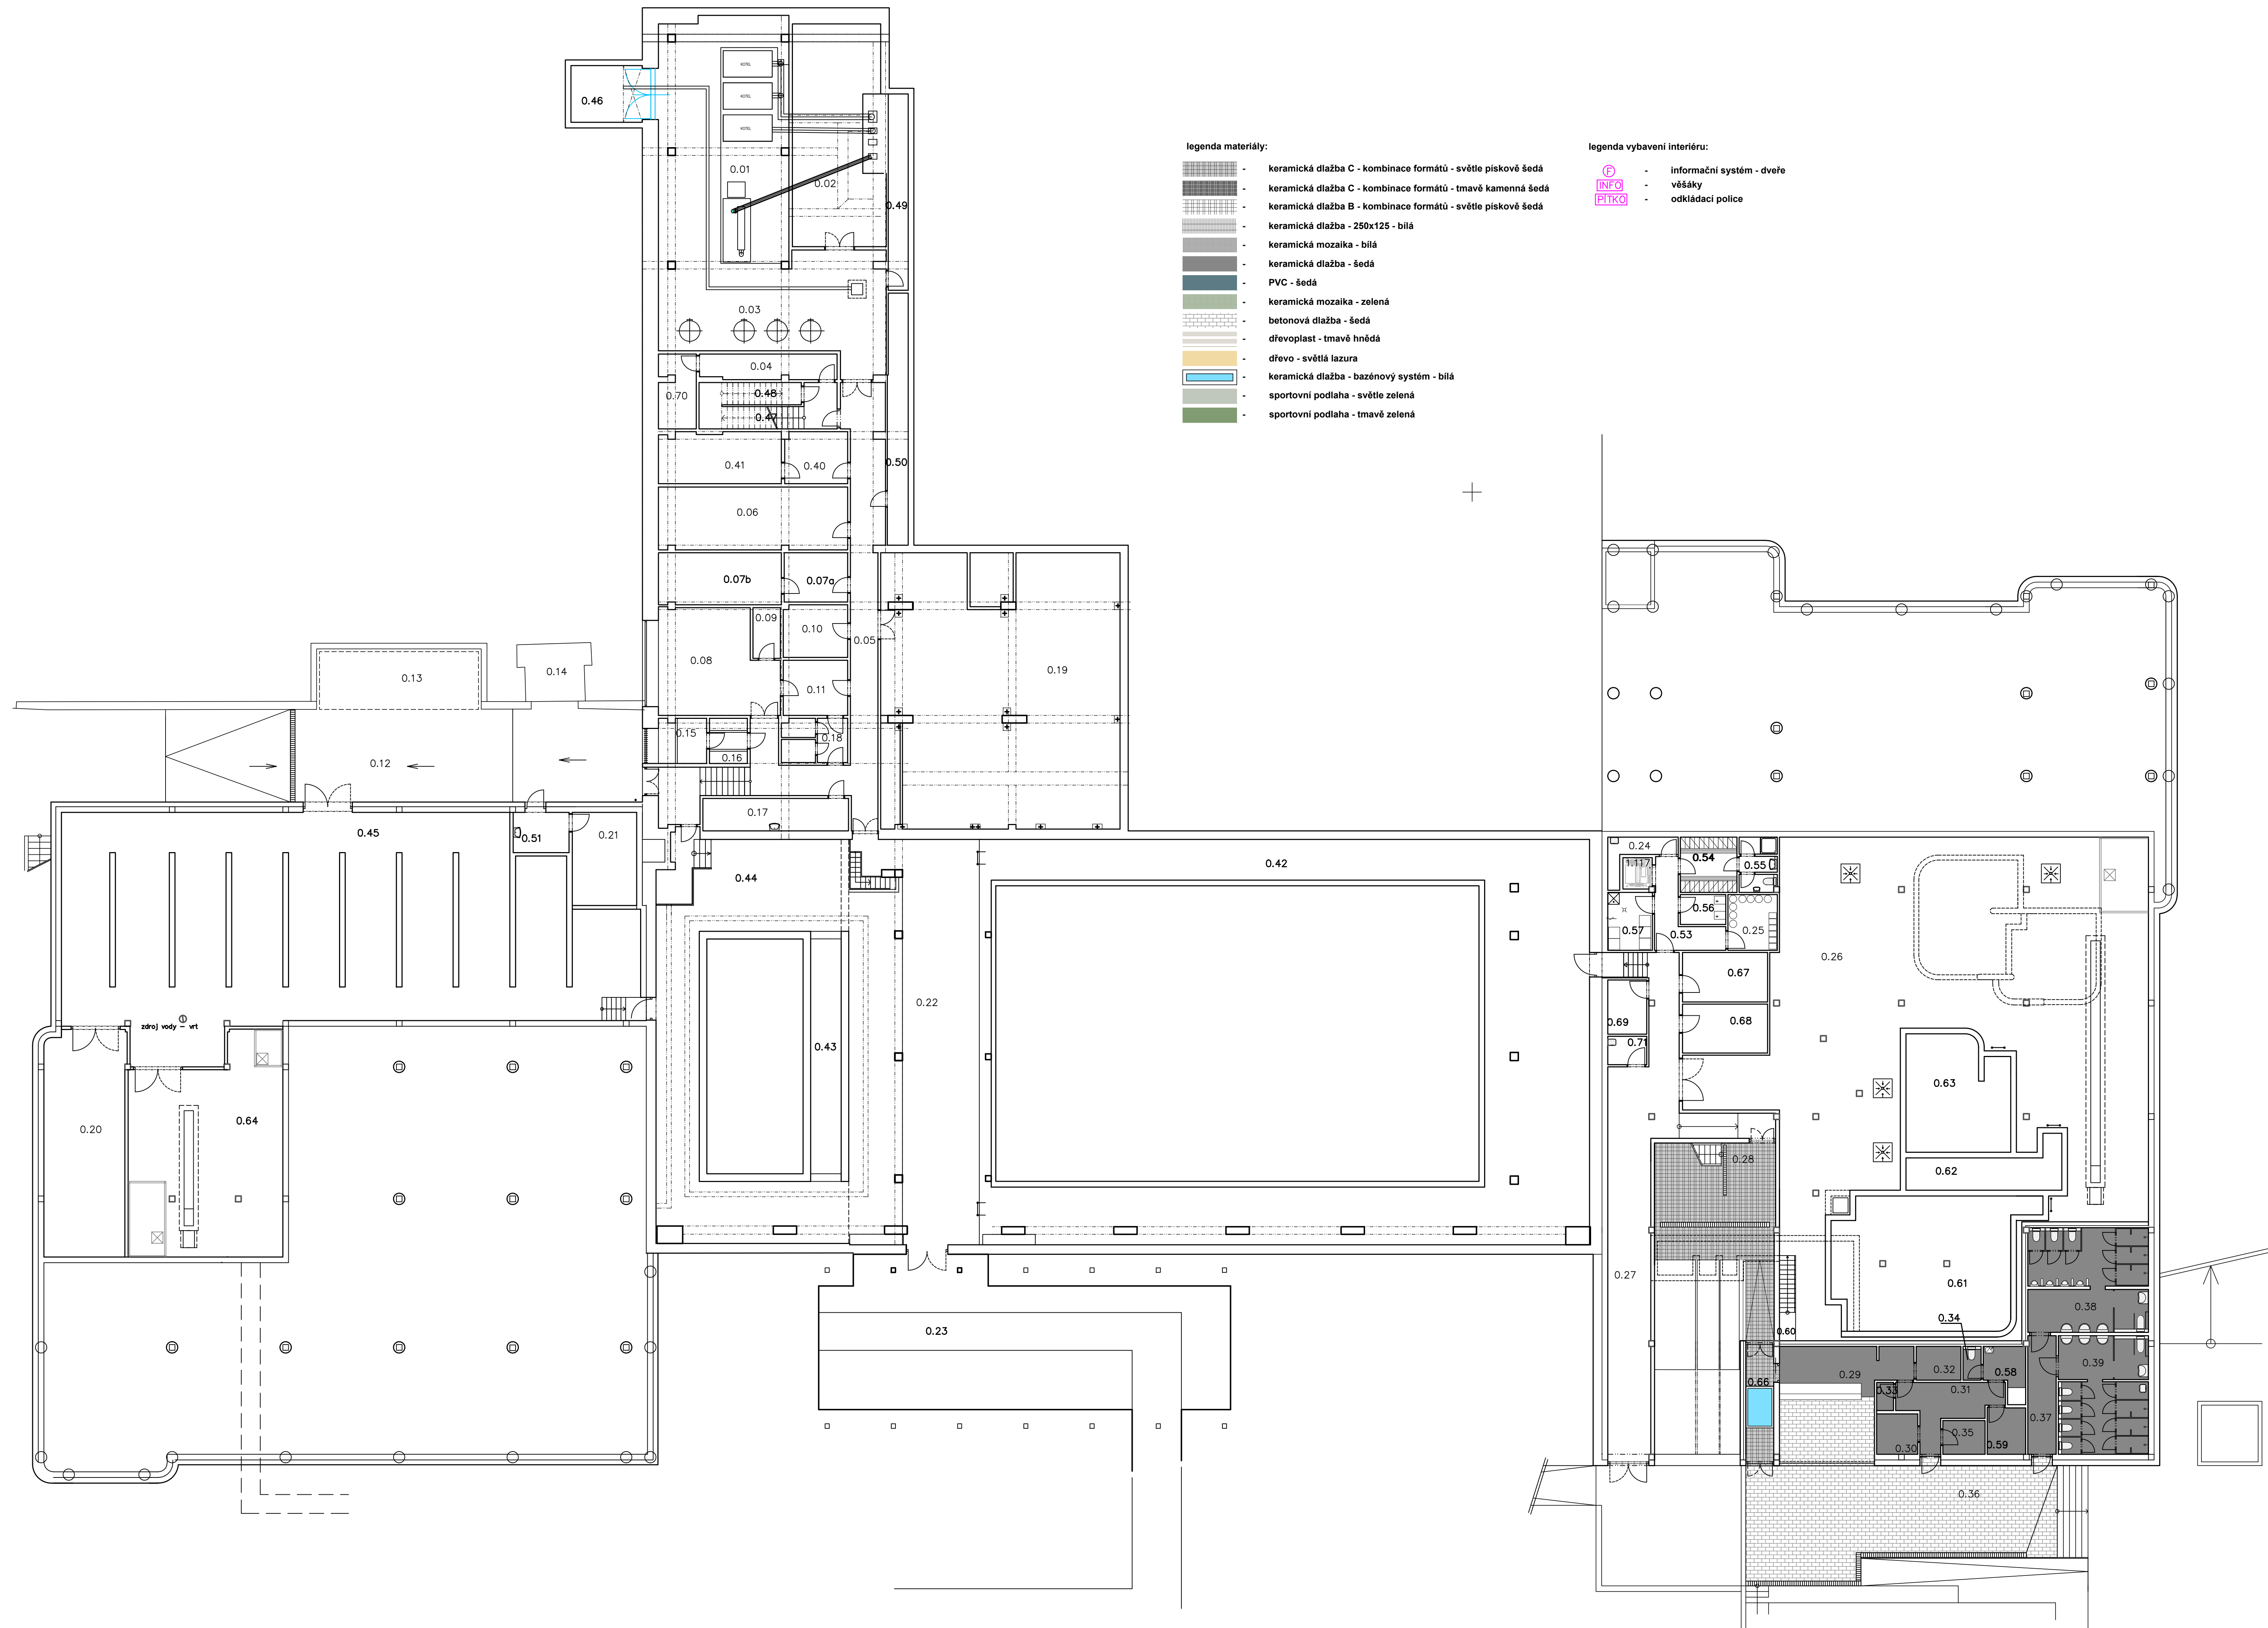 KOTEL
KOTEL
KOTEL
0.46
0.01
0.02
0.49
0.03
0.04
0.70
0.48
0.47
0.41
0.40
0.50
0.06
0.07b
0.07a
0.09
0.10
0.05
0.08
0.11
0.19
0.13
0.14
0.15
0.16
0.18
0.12
0.17
legenda materiály:
- keramická dlažba C - kombinace formátů - světle pískově šedá
- keramická dlažba C - kombinace formátů - tmavě kamenná šedá
- keramická dlažba B - kombinace formátů - světle pískově šedá
- keramická dlažba - 250x125 - bílá
- keramická mozaika - bílá
- keramická dlažba - šedá
- PVC - šedá
- keramická mozaika - zelená
- betonová dlažba - šedá
- dřevoplast - tmavě hnědá
- dřevo - světlá lazura
- keramická dlažba - bazénový systém - bílá
- sportovní podlaha - světle zelená
- sportovní podlaha - tmavě zelená
legenda vybavení interiéru:
F - informační systém - dveře
INFO - věšáky
PÍTKO - odkládací police
0.45
0.51
0.21
0.44
0.42
0.22
0.43
zdroj vody – vrt
0.20
0.64
0.23
0.24
1.117
0.54
0.55
0.56
0.57
0.53
0.25
0.26
0.67
0.68
0.69
0.71
0.63
0.62
0.28
0.27
0.61
0.34
0.60
0.38
0.39
0.29
0.32
0.58
0.66
0.33
0.31
0.37
0.30
0.35
0.59
0.36